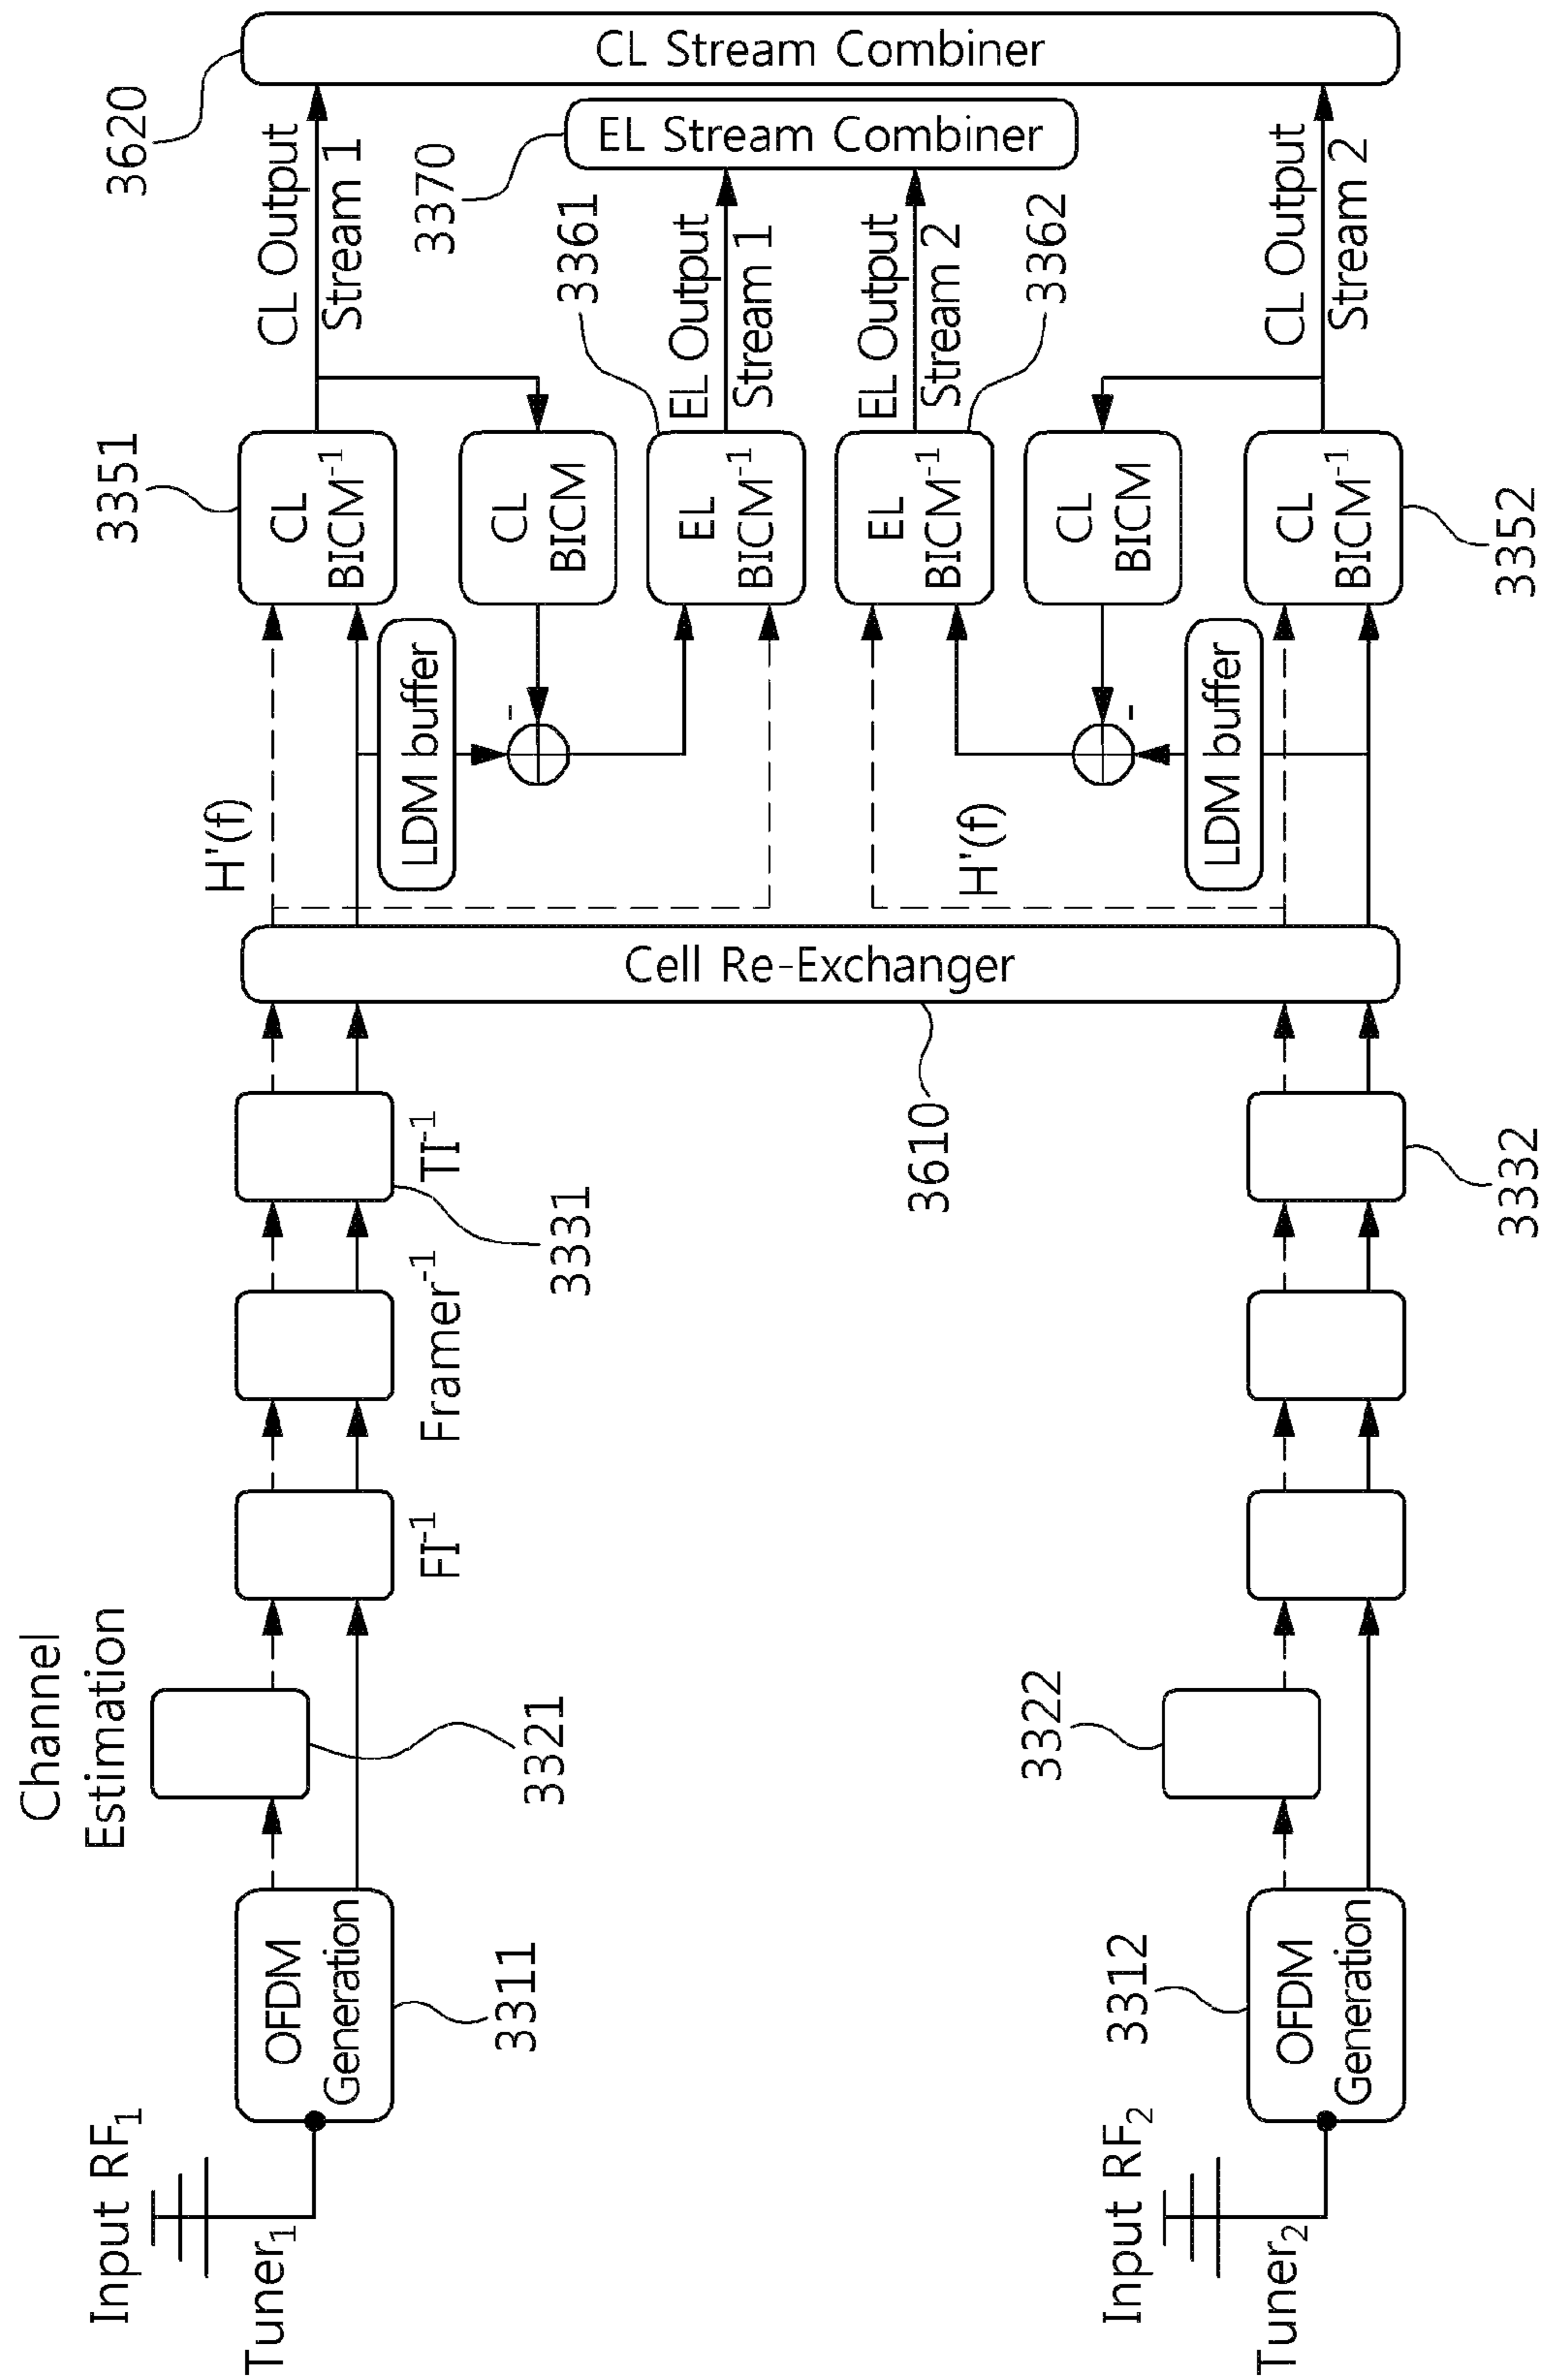 Input RF1
Tuner1
OFDM
Generation
3311
Channel
Estimation
3321
FI-1
Framer-1
TI-1
3331
Cell Re-Exchanger
3610
H'(f)
LDM buffer
-
CL
BICM-1
3351
CL
BICM
EL
BICM-1
3361
CL Output
Stream 1
EL Output
Stream 1
CL Stream Combiner
3620
EL Stream Combiner
3370
Input RF2
Tuner2
OFDM
Generation
3312
3322
3332
H'(f)
LDM buffer
-
EL
BICM-1
3362
CL
BICM
CL
BICM-1
3352
EL Output
Stream 2
CL Output
Stream 2